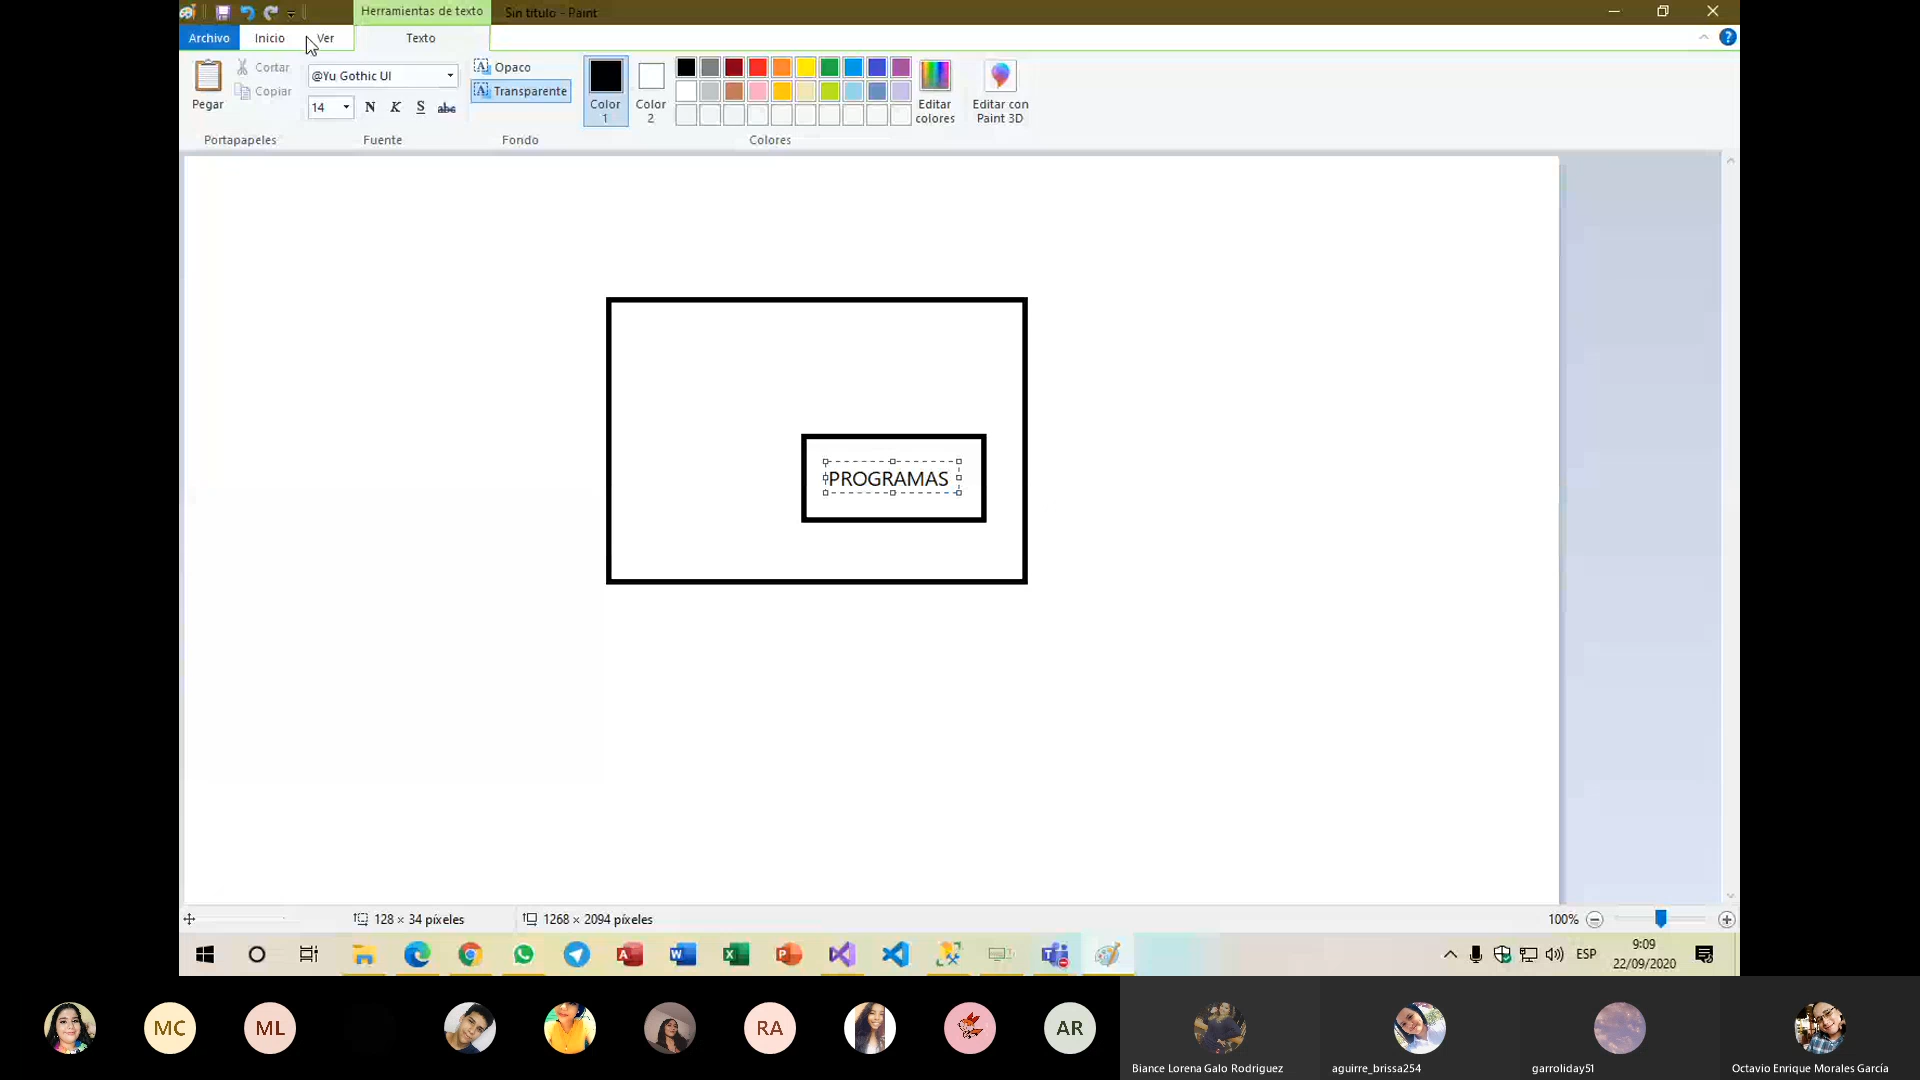 Herramientas de texto
Sin título - Paint
Archivo
Inicio
Ver
Texto
Pegar
Cortar
Copiar
@Yu Gothic UI
14
N K S abc
Opaco
Transparente
Color 1
Color 2
Editar colores
Editar con Paint 3D
Portapapeles
Fuente
Fondo
Colores
PROGRAMAS
128 × 34 píxeles
1268 × 2094 píxeles
100%
ESP
9:09
22/09/2020
MC
ML
RA
AR
Biance Lorena Galo Rodriguez
aguirre_brissa254
garroliday51
Octavio Enrique Morales García